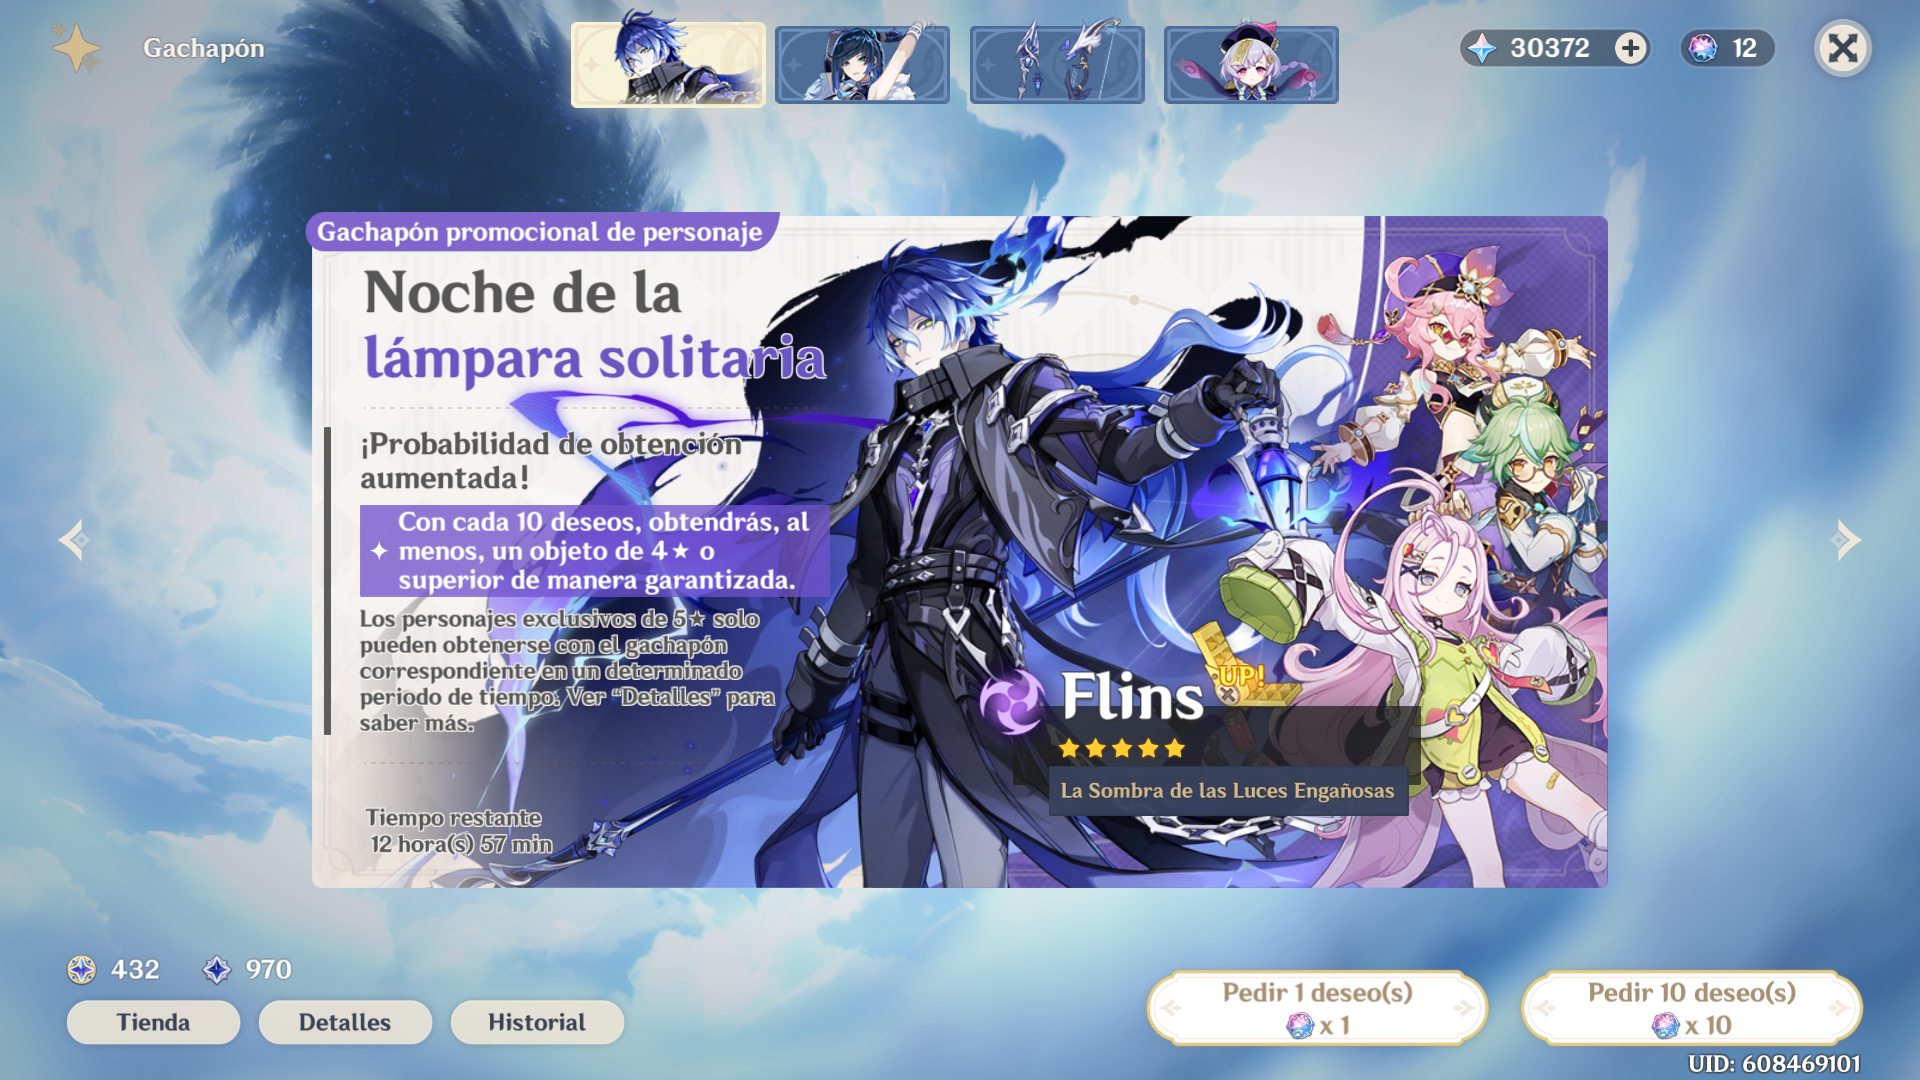 Gachapón
30372
12
Gachapón promocional de personaje
Noche de la
lámpara solitaria
¡Probabilidad de obtención
aumentada!
Con cada 10 deseos, obtendrás, al
menos, un objeto de 4★ o
superior de manera garantizada.
Los personajes exclusivos de 5★ solo
pueden obtenerse con el gachapón
correspondiente en un determinado
periodo de tiempo. Ver “Detalles” para
saber más.
Tiempo restante
12 hora(s) 57 min
UP!
Flins
La Sombra de las Luces Engañosas
432
970
Tienda
Detalles
Historial
Pedir 1 deseo(s)
x 1
Pedir 10 deseo(s)
x 10
UID: 608469101